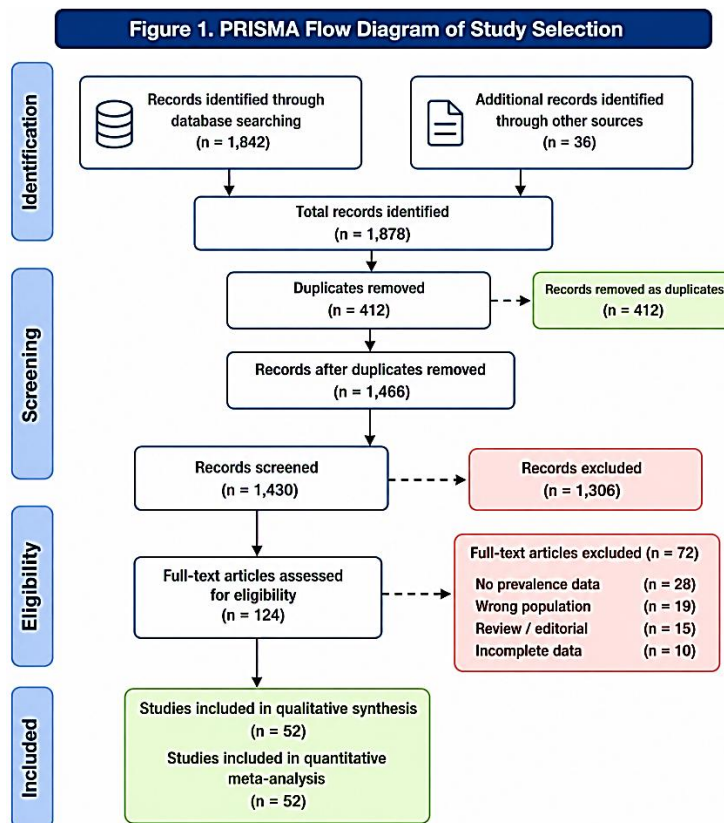 Figure 1. PRISMA Flow Diagram of Study Selection
Identification
Records identified through
database searching
(n = 1,842)
Additional records identified
through other sources
(n = 36)
Total records identified
(n = 1,878)
Screening
Duplicates removed
(n = 412)
Records removed as duplicates
(n = 412)
Records after duplicates removed
(n = 1,466)
Records screened
(n = 1,430)
Records excluded
(n = 1,306)
Eligibility
Full-text articles assessed
for eligibility
(n = 124)
Full-text articles excluded (n = 72)
No prevalence data (n = 28)
Wrong population (n = 19)
Review / editorial (n = 15)
Incomplete data (n = 10)
Included
Studies included in qualitative synthesis
(n = 52)
Studies included in quantitative
meta-analysis
(n = 52)